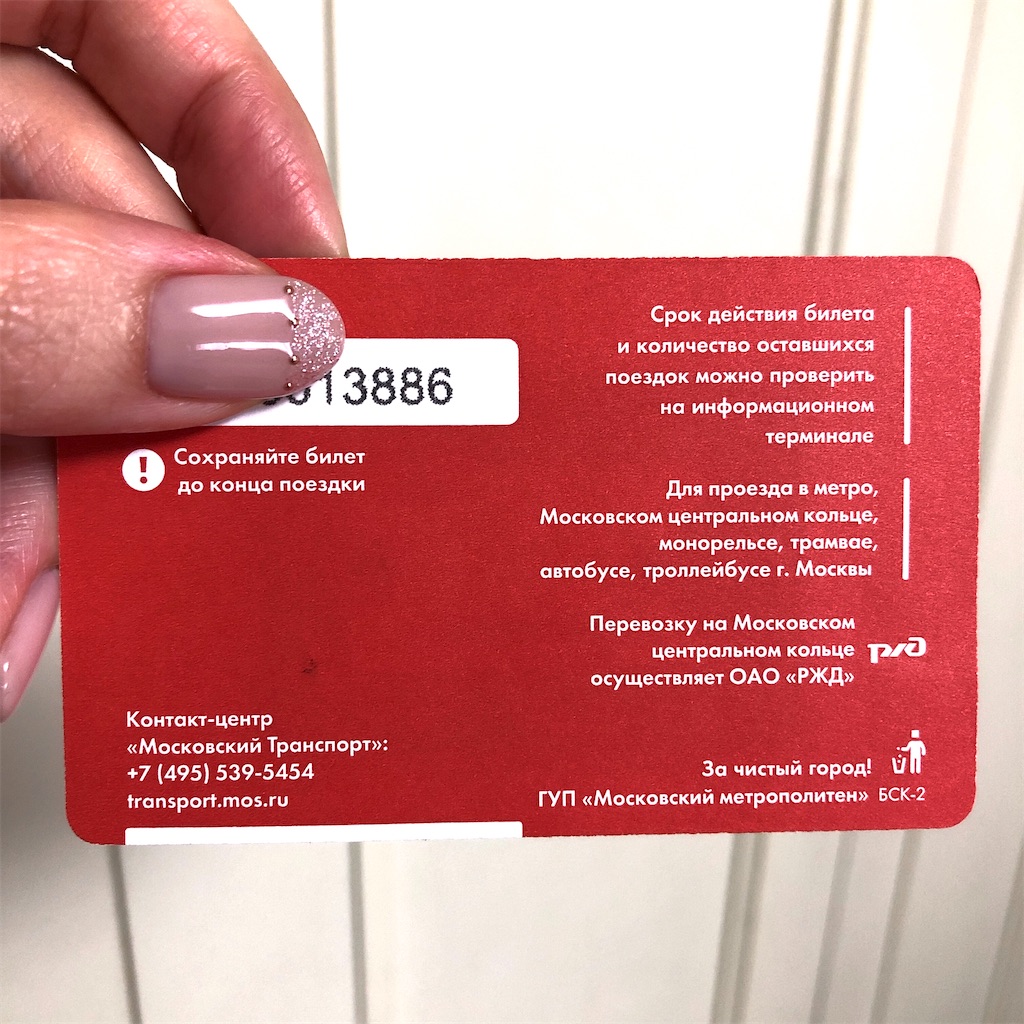 13886
Сохраняйте билет
до конца поездки
Срок действия билета
и количество оставшихся
поездок можно проверить
на информационном
терминале
Для проезда в метро,
Московском центральном кольце,
монорельсе, трамвае,
автобусе, троллейбусе г. Москвы
Перевозку на Московском
центральном кольце
осуществляет ОАО «РЖД»
ржд
Контакт-центр
«Московский Транспорт»:
+7 (495) 539-5454
transport.mos.ru
За чистый город!
ГУП «Московский метрополитен» БСК-2